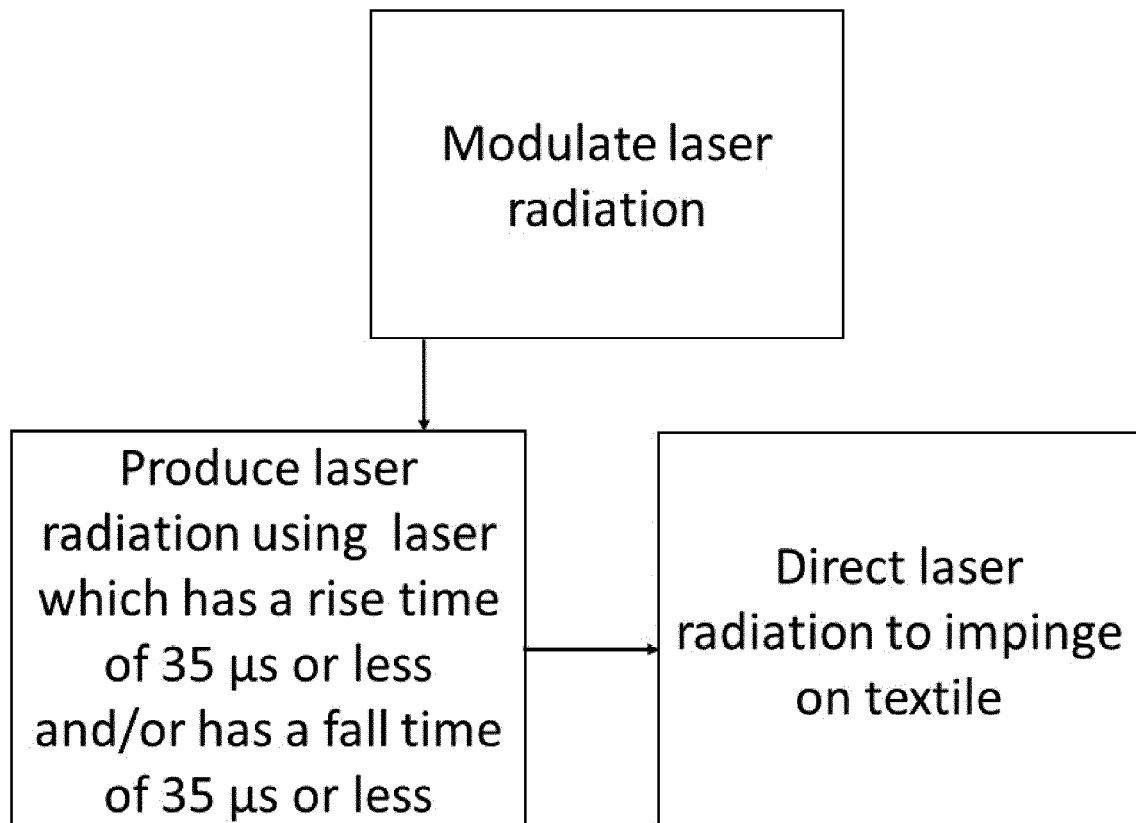 Modulate laser
radiation
Produce laser
radiation using  laser
which has a rise time
of 35 µs or less
and/or has a fall time
of 35 µs or less
Direct laser
radiation to impinge
on textile